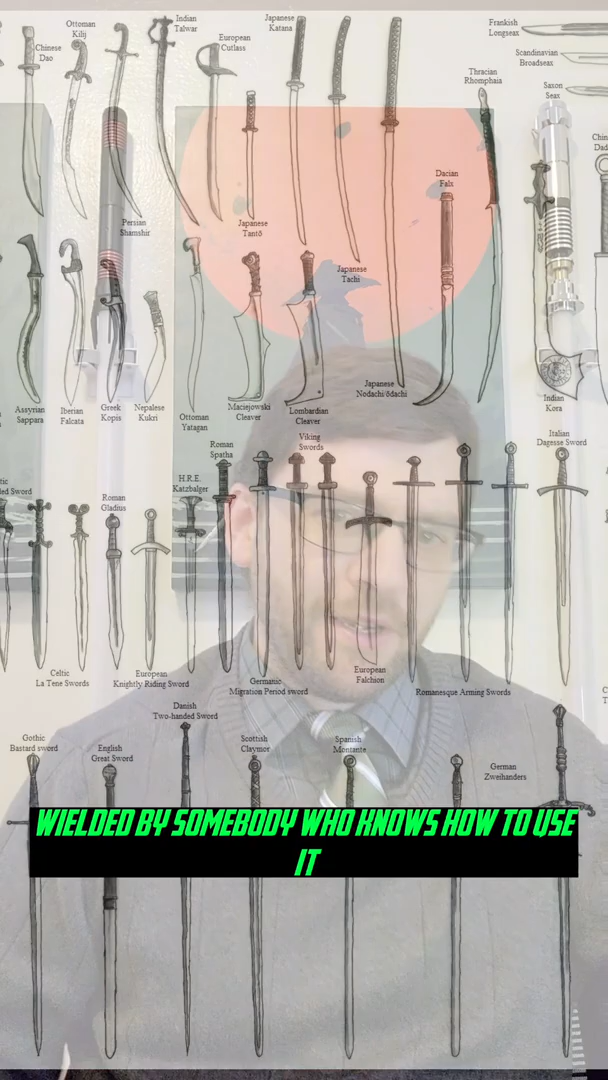 Ottoman
Kilij
Indian
Talwar
Japanese
Katana
Frankish
Longseax
Chinese
Dao
European
Cutlass
Scandinavian
Broadseax
Thracian
Rhomphaia
Saxon
Seax
Dacian
Falx
Persian
Shamshir
Japanese
Tantō
Japanese
Tachi
Assyrian
Sappara
Iberian
Falcata
Greek
Kopis
Nepalese
Kukri
Ottoman
Yatagan
Maciejowski
Cleaver
Lombardian
Cleaver
Japanese
Nodachi/ōdachi
Indian
Kora
Roman
Spatha
Viking
Swords
Italian
Dagesse Sword
H.R.E.
Katzbalger
Sword
Roman
Gladius
Celtic
La Tene Swords
European
Knightly Riding Sword
Germanic
Migration Period sword
European
Falchion
Romanesque Arming Swords
Danish
Two-handed Sword
Gothic
Bastard sword
English
Great Sword
Scottish
Claymor
Spanish
Montante
German
Zweihanders
WIELDED BY SOMEBODY WHO KNOWS HOW TO USE
IT